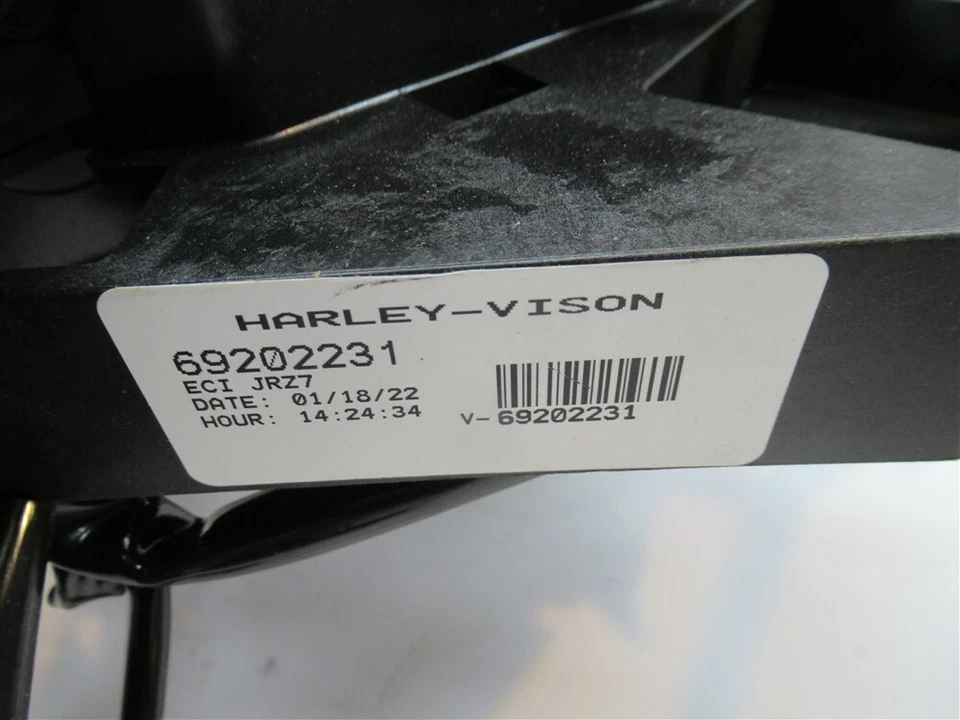 HARLEY-VISON
69202231
ECI JRZ7
DATE: 01/18/22
HOUR: 14:24:34
V-69202231